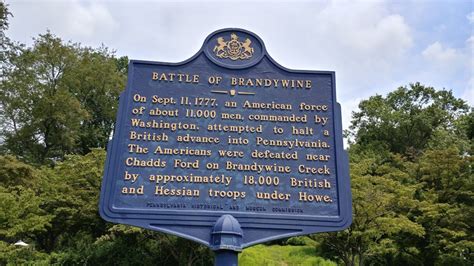 BATTLE OF BRANDYWINE
On Sept. 11, 1777, an American force
of about 11,000 men, commanded by
Washington, attempted to halt a
British advance into Pennsylvania.
The Americans were defeated near
Chadds Ford on Brandywine Creek
by approximately 18,000 British
and Hessian troops under Howe.
PENNSYLVANIA HISTORICAL AND MUSEUM COMMISSION